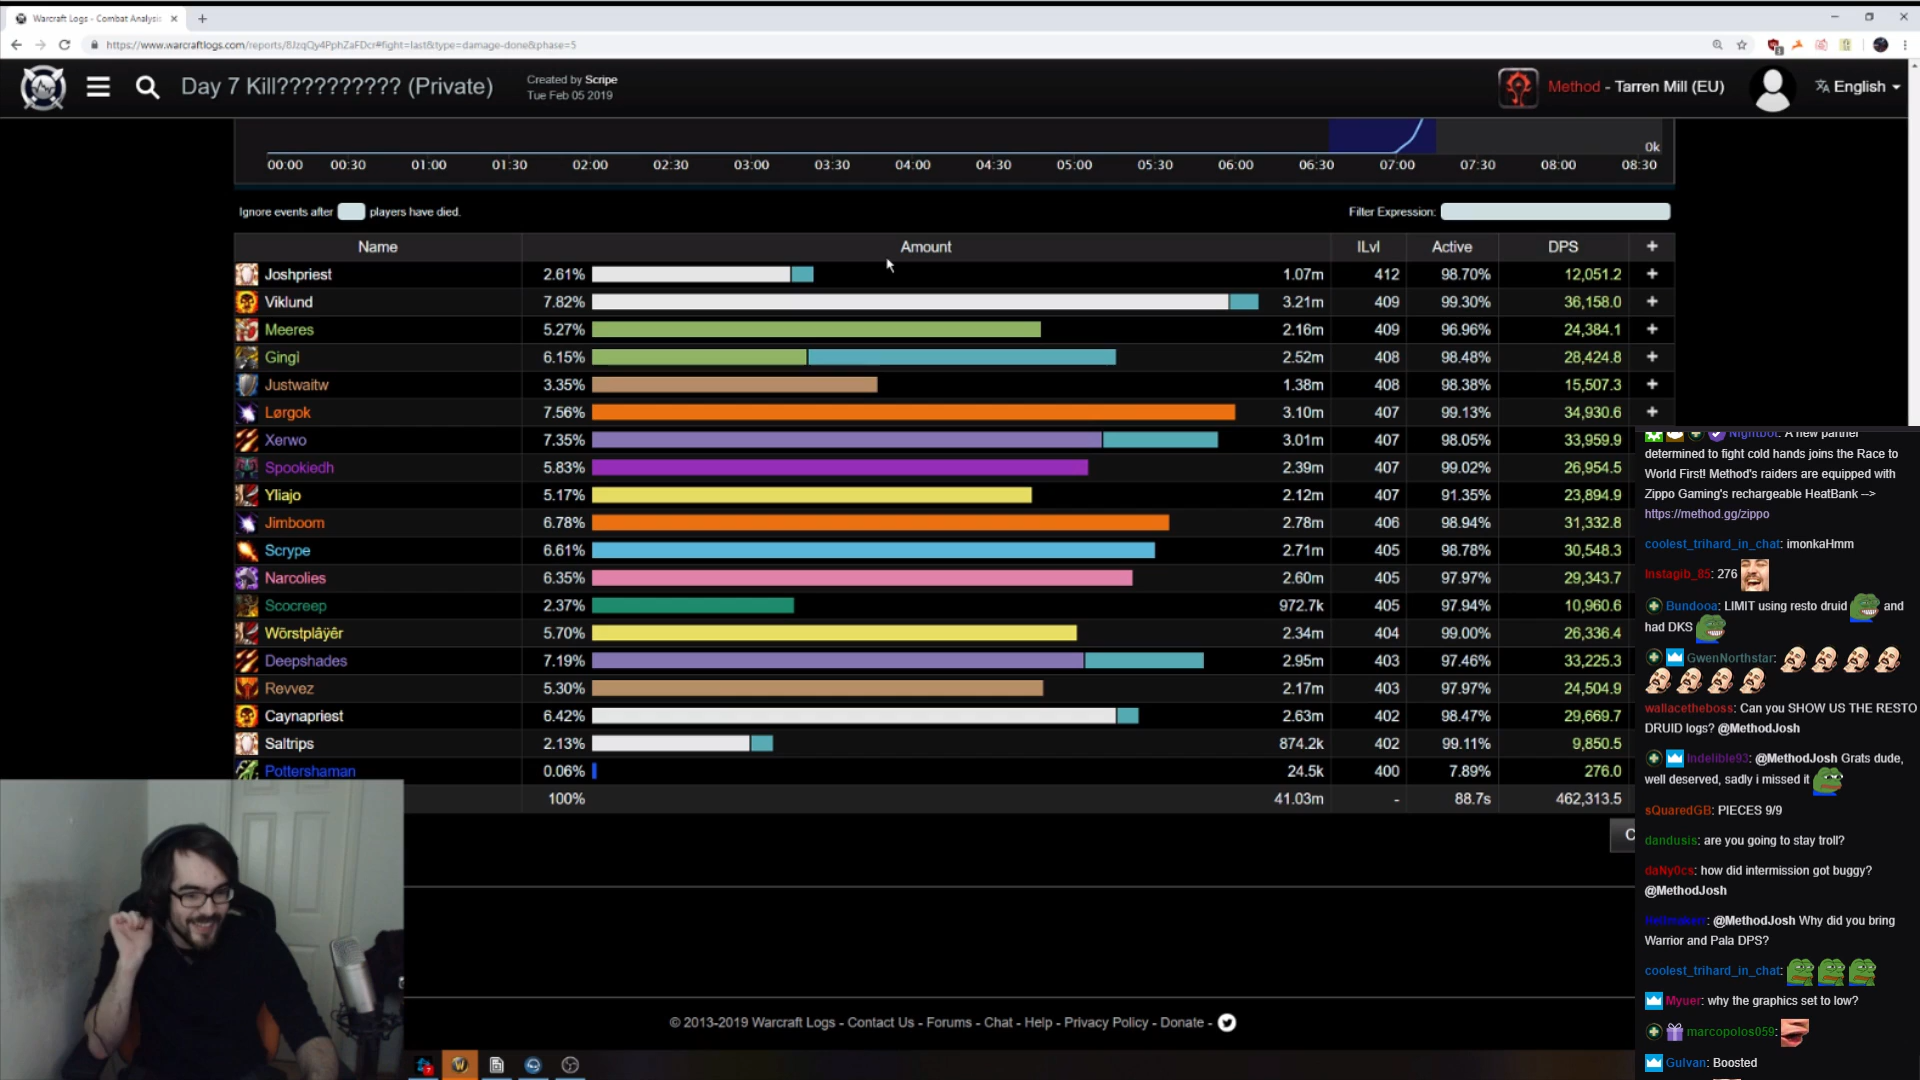 Warcraft Logs - Combat Analysis
https://www.warcraftlogs.com/reports/8JzqQy4PphZaFDcr#fight=last&type=damage-done&phase=5
Day 7 Kill?????????? (Private)
Created by Scripe
Tue Feb 05 2019
Method - Tarren Mill (EU)
English
0k
00:00 00:30 01:00 01:30 02:00 02:30 03:00 03:30 04:00 04:30 05:00 05:30 06:00 06:30 07:00 07:30 08:00 08:30
Ignore events after players have died.
Filter Expression:
Name Amount ILvl Active DPS +
Joshpriest 2.61% 1.07m 412 98.70% 12,051.2 +
Viklund 7.82% 3.21m 409 99.30% 36,158.0 +
Meeres 5.27% 2.16m 409 96.96% 24,384.1 +
Gingi 6.15% 2.52m 408 98.48% 28,424.8 +
Justwaitw 3.35% 1.38m 408 98.38% 15,507.3 +
Lørgok 7.56% 3.10m 407 99.13% 34,930.6 +
Xerwo 7.35% 3.01m 407 98.05% 33,959.9
Spookiedh 5.83% 2.39m 407 99.02% 26,954.5
Yliajo 5.17% 2.12m 407 91.35% 23,894.9
Jimboom 6.78% 2.78m 406 98.94% 31,332.8
Scrype 6.61% 2.71m 405 98.78% 30,548.3
Narcolies 6.35% 2.60m 405 97.97% 29,343.7
Scocreep 2.37% 972.7k 405 97.94% 10,960.6
Wõrstplâÿêr 5.70% 2.34m 404 99.00% 26,336.4
Deepshades 7.19% 2.95m 403 97.46% 33,225.3
Revvez 5.30% 2.17m 403 97.97% 24,504.9
Caynapriest 6.42% 2.63m 402 98.47% 29,669.7
Saltrips 2.13% 874.2k 402 99.11% 9,850.5
Pottershaman 0.06% 24.5k 400 7.89% 276.0
100% 41.03m - 88.7s 462,313.5
© 2013-2019 Warcraft Logs - Contact Us - Forums - Chat - Help - Privacy Policy - Donate -
Nightbot: A new partner
determined to fight cold hands joins the Race to
World First! Method's raiders are equipped with
Zippo Gaming's rechargeable HeatBank -->
https://method.gg/zippo
coolest_trihard_in_chat: imonkaHmm
Instagib_85: 276
Bundooa: LIMIT using resto druid and
had DKS
GwenNorthstar:
wallacetheboss: Can you SHOW US THE RESTO
DRUID logs? @MethodJosh
Indelible93: @MethodJosh Grats dude,
well deserved, sadly i missed it
sQuaredGB: PIECES 9/9
dandusis: are you going to stay troll?
daNy0cs: how did intermission got buggy?
@MethodJosh
@MethodJosh Why did you bring
Warrior and Pala DPS?
coolest_trihard_in_chat:
Myuer: why the graphics set to low?
marcopolos059:
Gulvan: Boosted